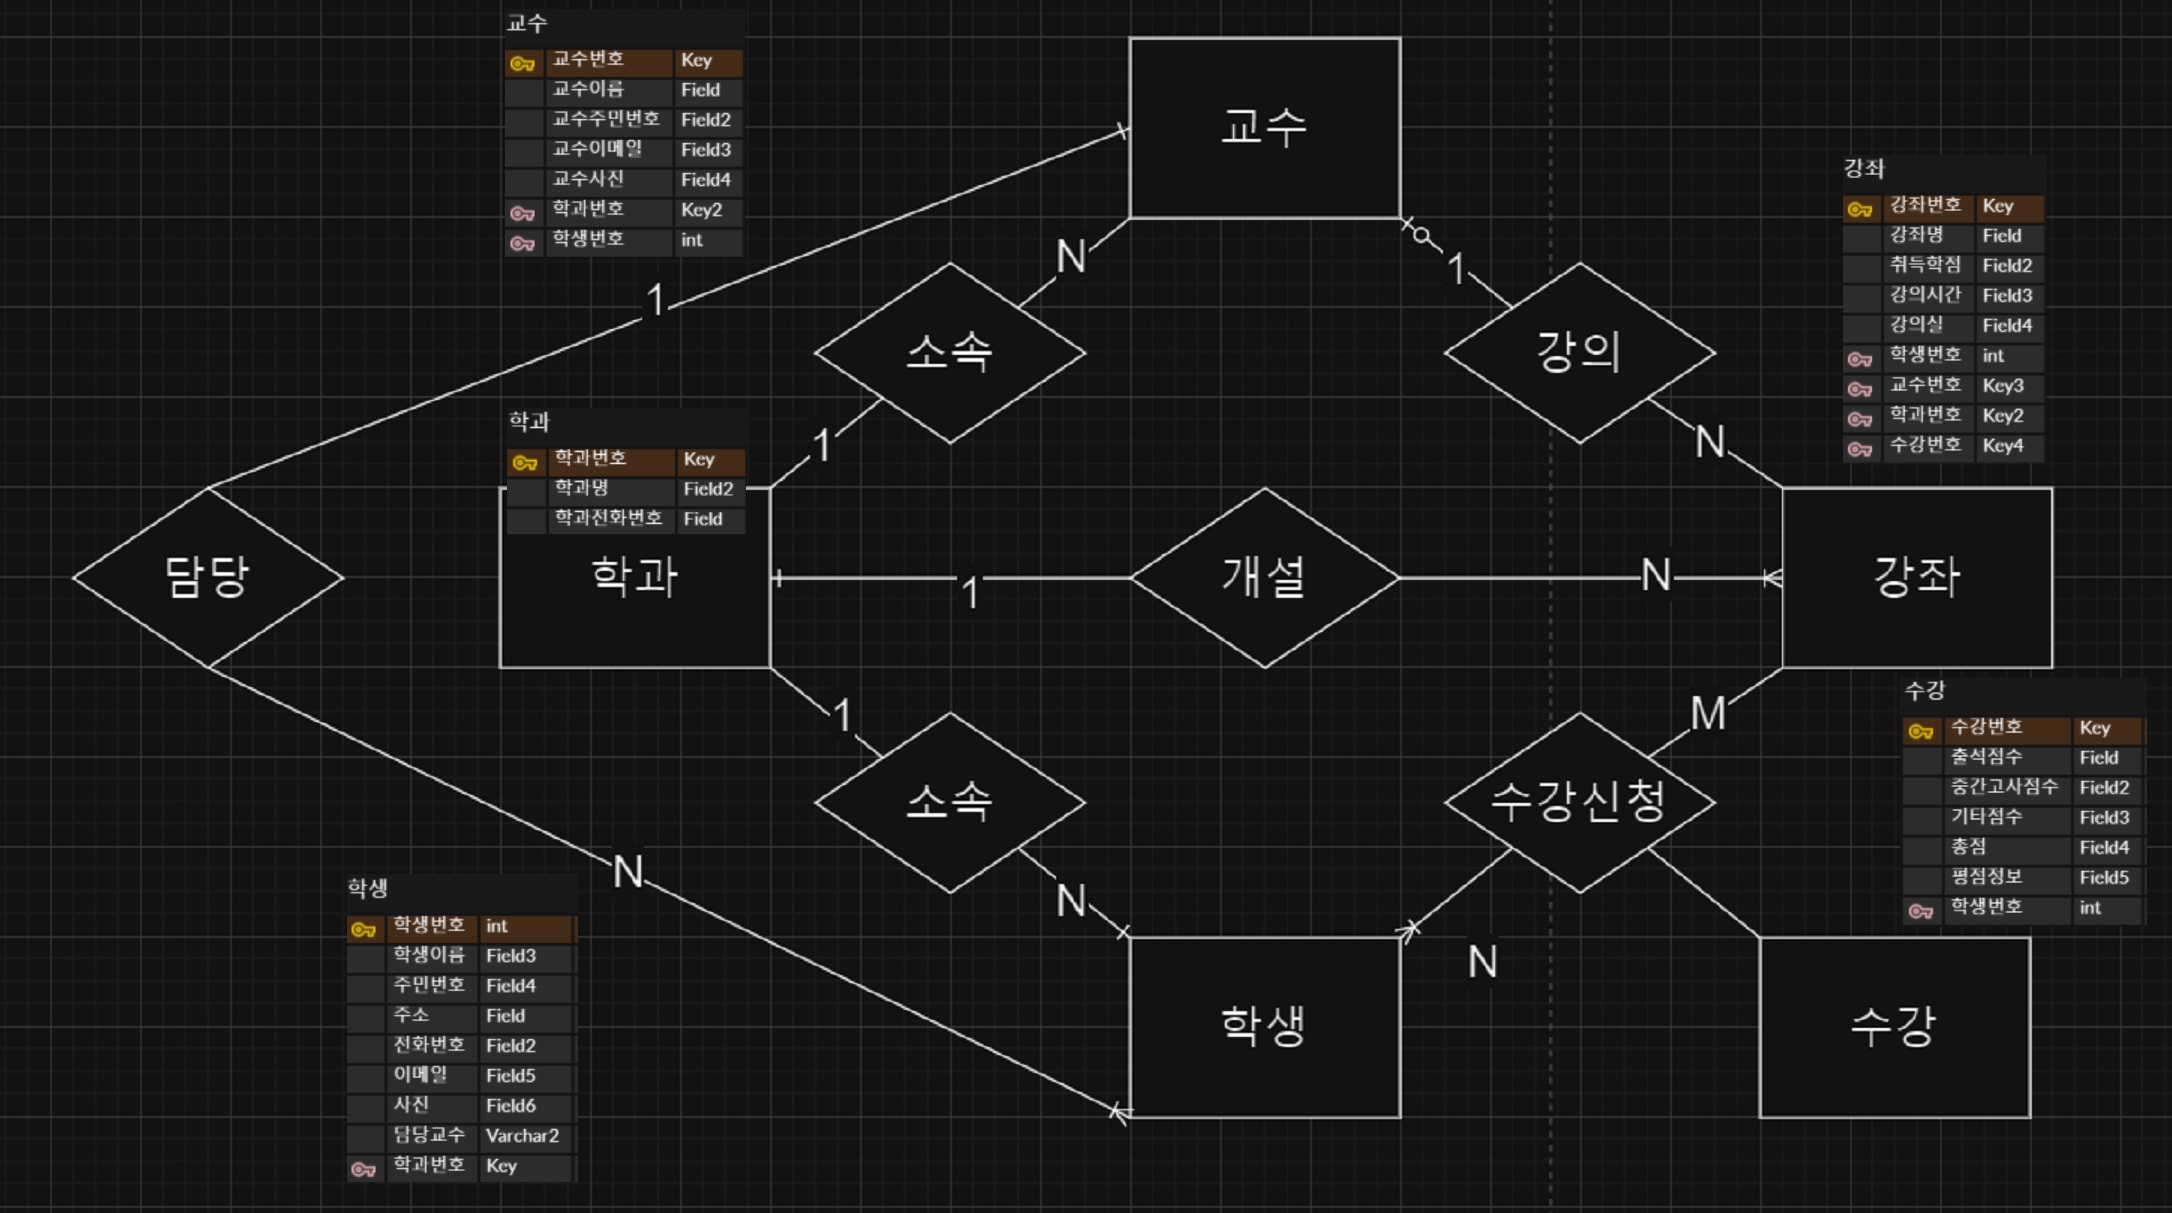 교수
교수번호 Key
교수이름 Field
교수주민번호 Field2
교수이메일 Field3
교수사진 Field4
학과번호 Key2
학생번호 int
교수
강좌
강좌번호 Key
강좌명 Field
취득학점 Field2
강의시간 Field3
강의실 Field4
학생번호 int
교수번호 Key3
학과번호 Key2
수강번호 Key4
N
1
1
소속
강의
1
N
학과
학과번호 Key
학과명 Field2
학과전화번호 Field
담당
학과
1
개설
N
강좌
1
M
수강
수강번호 Key
출석점수 Field
중간고사점수 Field2
기타점수 Field3
총점 Field4
평점정보 Field5
학생번호 int
소속
수강신청
N
N
N
학생
학생번호 int
학생이름 Field3
주민번호 Field4
주소 Field
전화번호 Field2
이메일 Field5
사진 Field6
담당교수 Varchar2
학과번호 Key
학생
수강